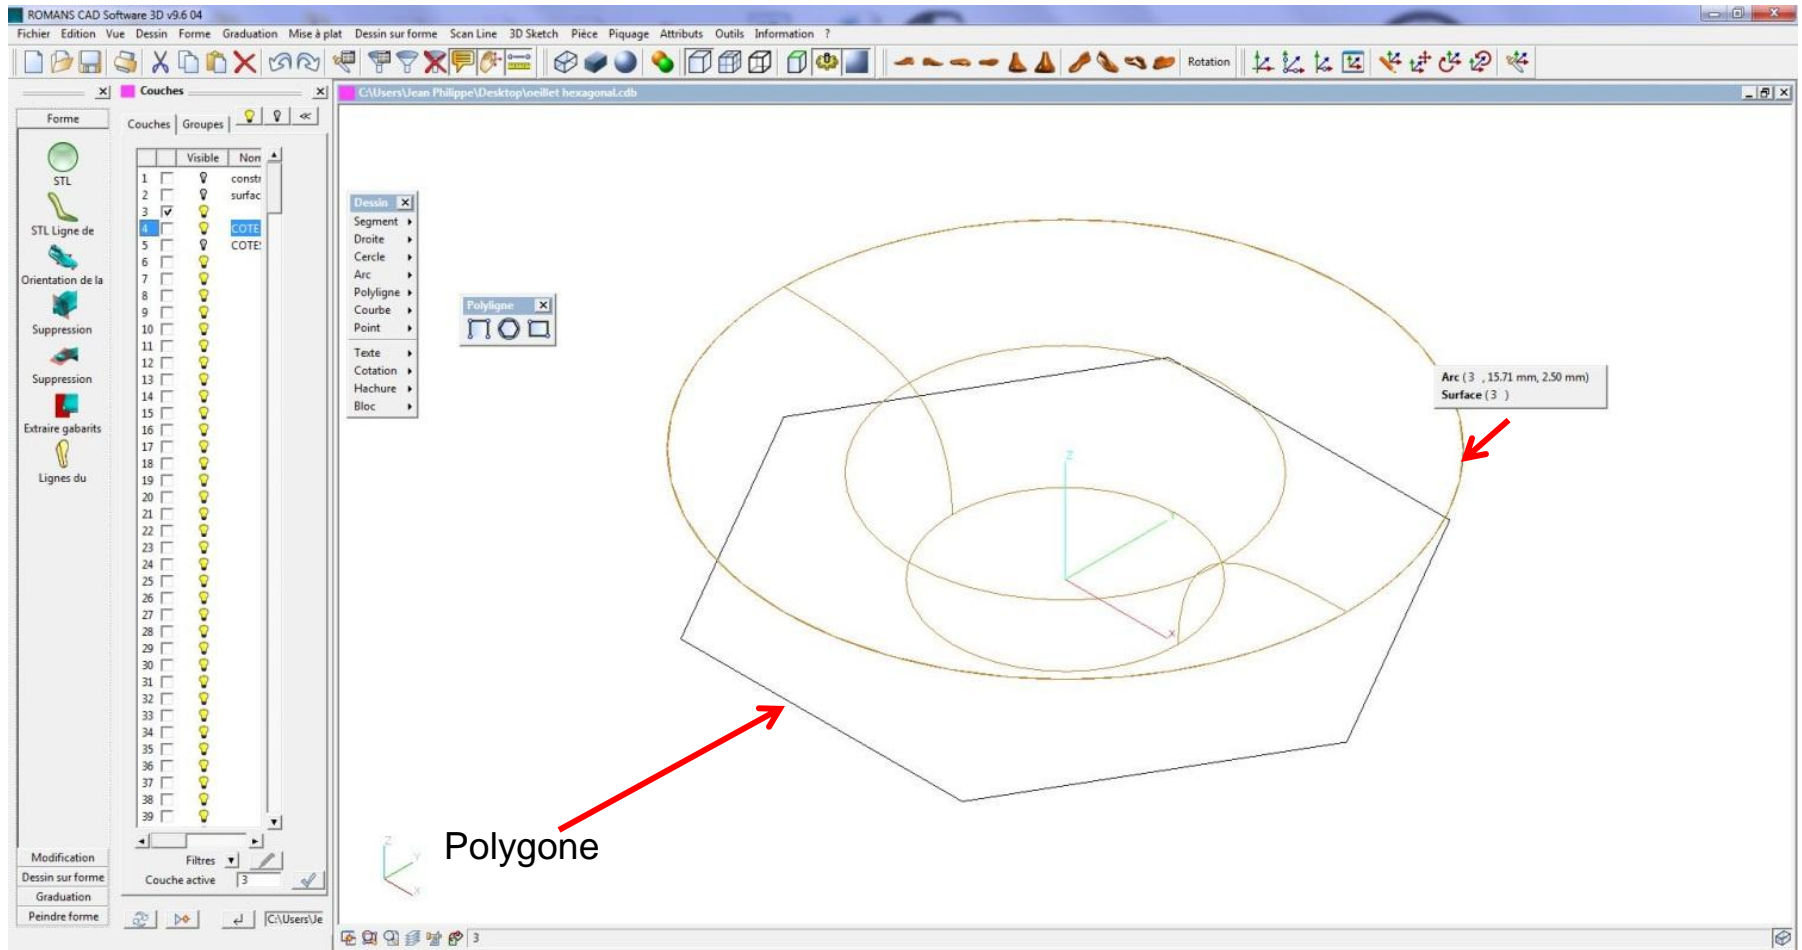 ROMANS CAD Software 3D v9.6 04
Fichier Edition Vue Dessin Forme Graduation Mise à plat Dessin sur forme Scan Line 3D Sketch Pièce Piquage Attributs Outils Information ?
Rotation
Couches
C:\Users\Jean Philippe\Desktop\oeillet hexagonal.cdb
Forme
STL
STL Ligne de
Orientation de la
Suppression
Suppression
Extraire gabarits
Lignes du
Modification
Dessin sur forme
Graduation
Peindre forme
Couches Groupes
Visible Non
1 constr
2 surfac
3
4 COTE
5 COTES
6
7
8
9
10
11
12
13
14
15
16
17
18
19
20
21
22
23
24
25
26
27
28
29
30
31
32
33
34
35
36
37
38
39
Filtres
Couche active 3
C:\Users\Je
Dessin
Segment
Droite
Cercle
Arc
Polyligne
Courbe
Point
Texte
Cotation
Hachure
Bloc
Polyligne
Arc (3 , 15.71 mm, 2.50 mm)
Surface (3 )
Z
Y
X
Polygone
Z
Y
X
3